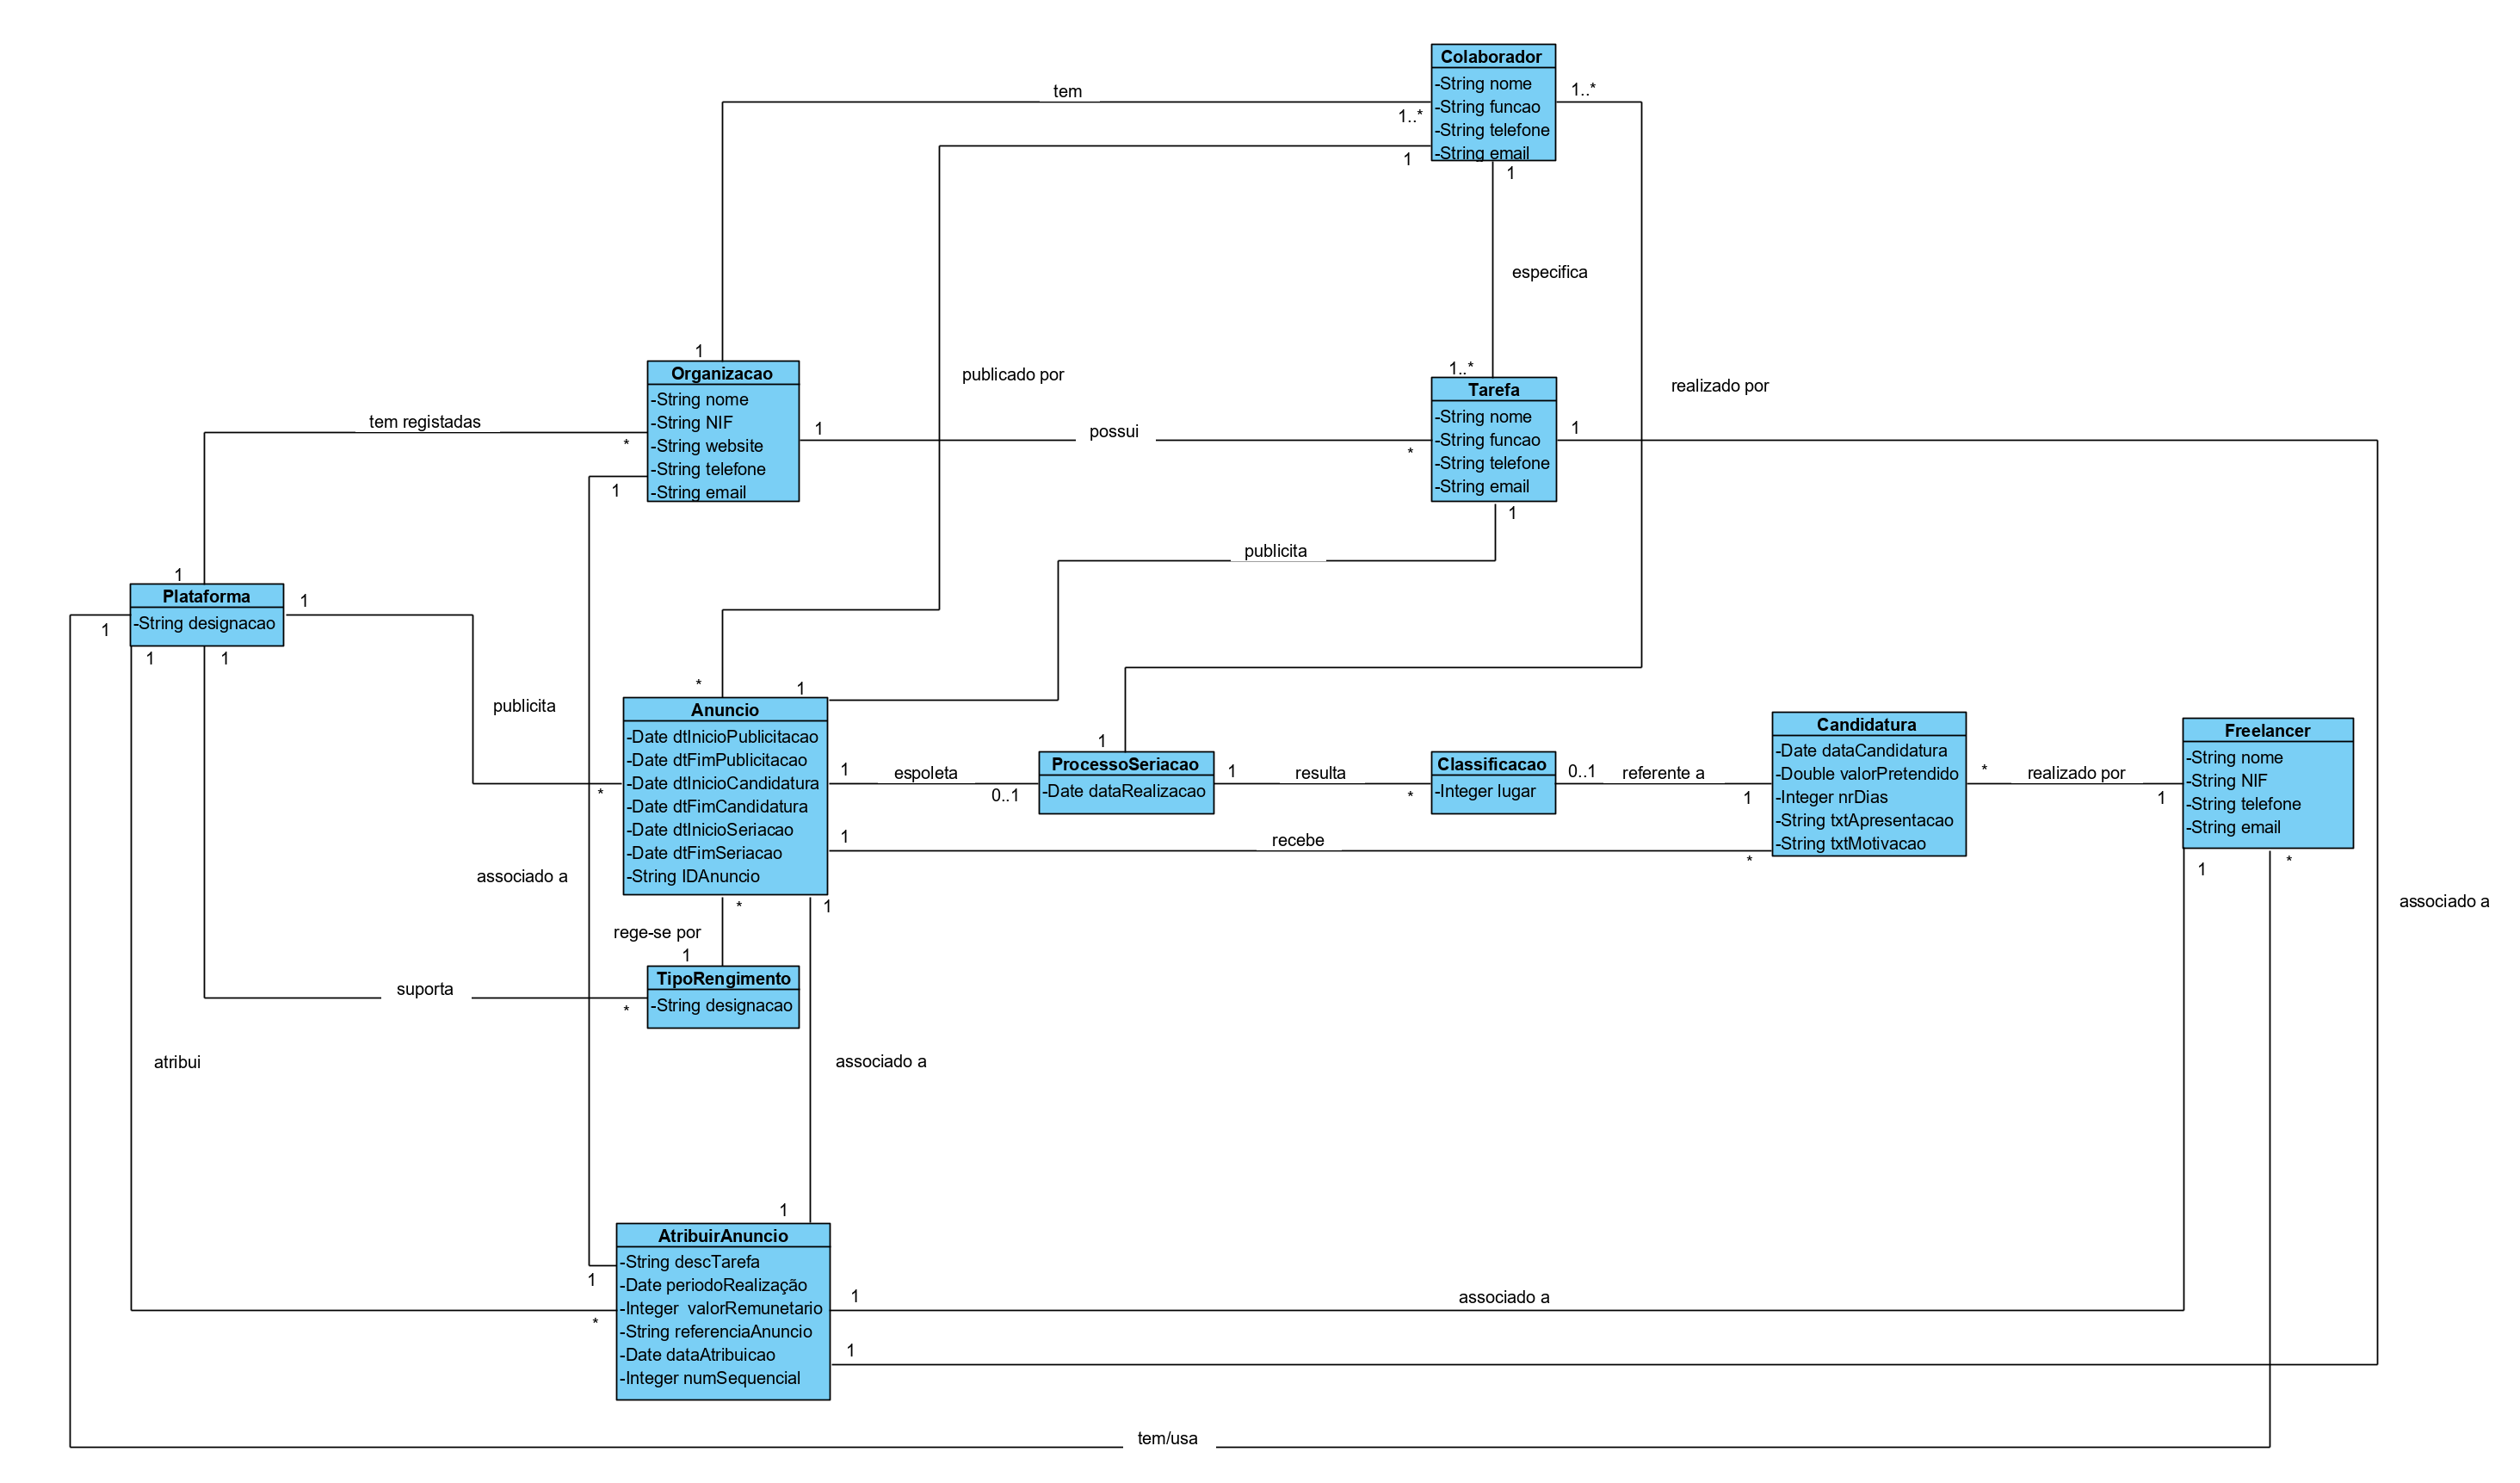 Colaborador
-String nome
-String funcao
-String telefone
-String email
tem
1..*
1..*
1
1
especifica
1
publicado por
1..*
realizado por
Organizacao
-String nome
-String NIF
-String website
-String telefone
-String email
Tarefa
-String nome
-String funcao
-String telefone
-String email
tem registadas
*
1
possui
*
1
1
1
publicita
1
Plataforma
-String designacao
1
1
1
1
publicita
*
*
1
Anuncio
-Date dtInicioPublicitacao
-Date dtFimPublicitacao
-Date dtInicioCandidatura
-Date dtFimCandidatura
-Date dtInicioSeriacao
-Date dtFimSeriacao
-String IDAnuncio
1
espoleta
0..1
1
ProcessoSeriacao
-Date dataRealizacao
1
resulta
*
Classificacao
-Integer lugar
0..1
referente a
1
Candidatura
-Date dataCandidatura
-Double valorPretendido
-Integer nrDias
-String txtApresentacao
-String txtMotivacao
*
realizado por
1
Freelancer
-String nome
-String NIF
-String telefone
-String email
1
recebe
*
1
*
associado a
associado a
*
1
rege-se por
1
TipoRengimento
-String designacao
suporta
*
atribui
associado a
1
AtribuirAnuncio
-String descTarefa
-Date periodoRealização
-Integer  valorRemunetario
-String referenciaAnuncio
-Date dataAtribuicao
-Integer numSequencial
1
*
1
associado a
1
tem/usa